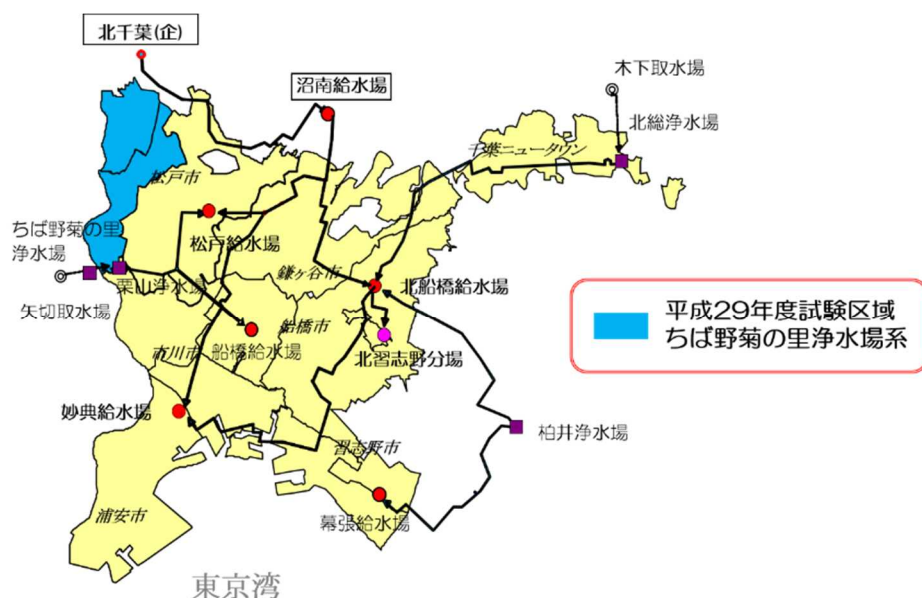 北千葉(企)
沼南給水場
木下取水場
北総浄水場
千葉ニュータウン
松戸市
松戸給水場
ちば野菊の里
浄水場
栗山浄水場
矢切取水場
鎌ヶ谷市
北船橋給水場
船橋市
船橋給水場
北習志野分場
市川市
平成29年度試験区域
ちば野菊の里浄水場系
妙典給水場
柏井浄水場
習志野市
幕張給水場
浦安市
東京湾